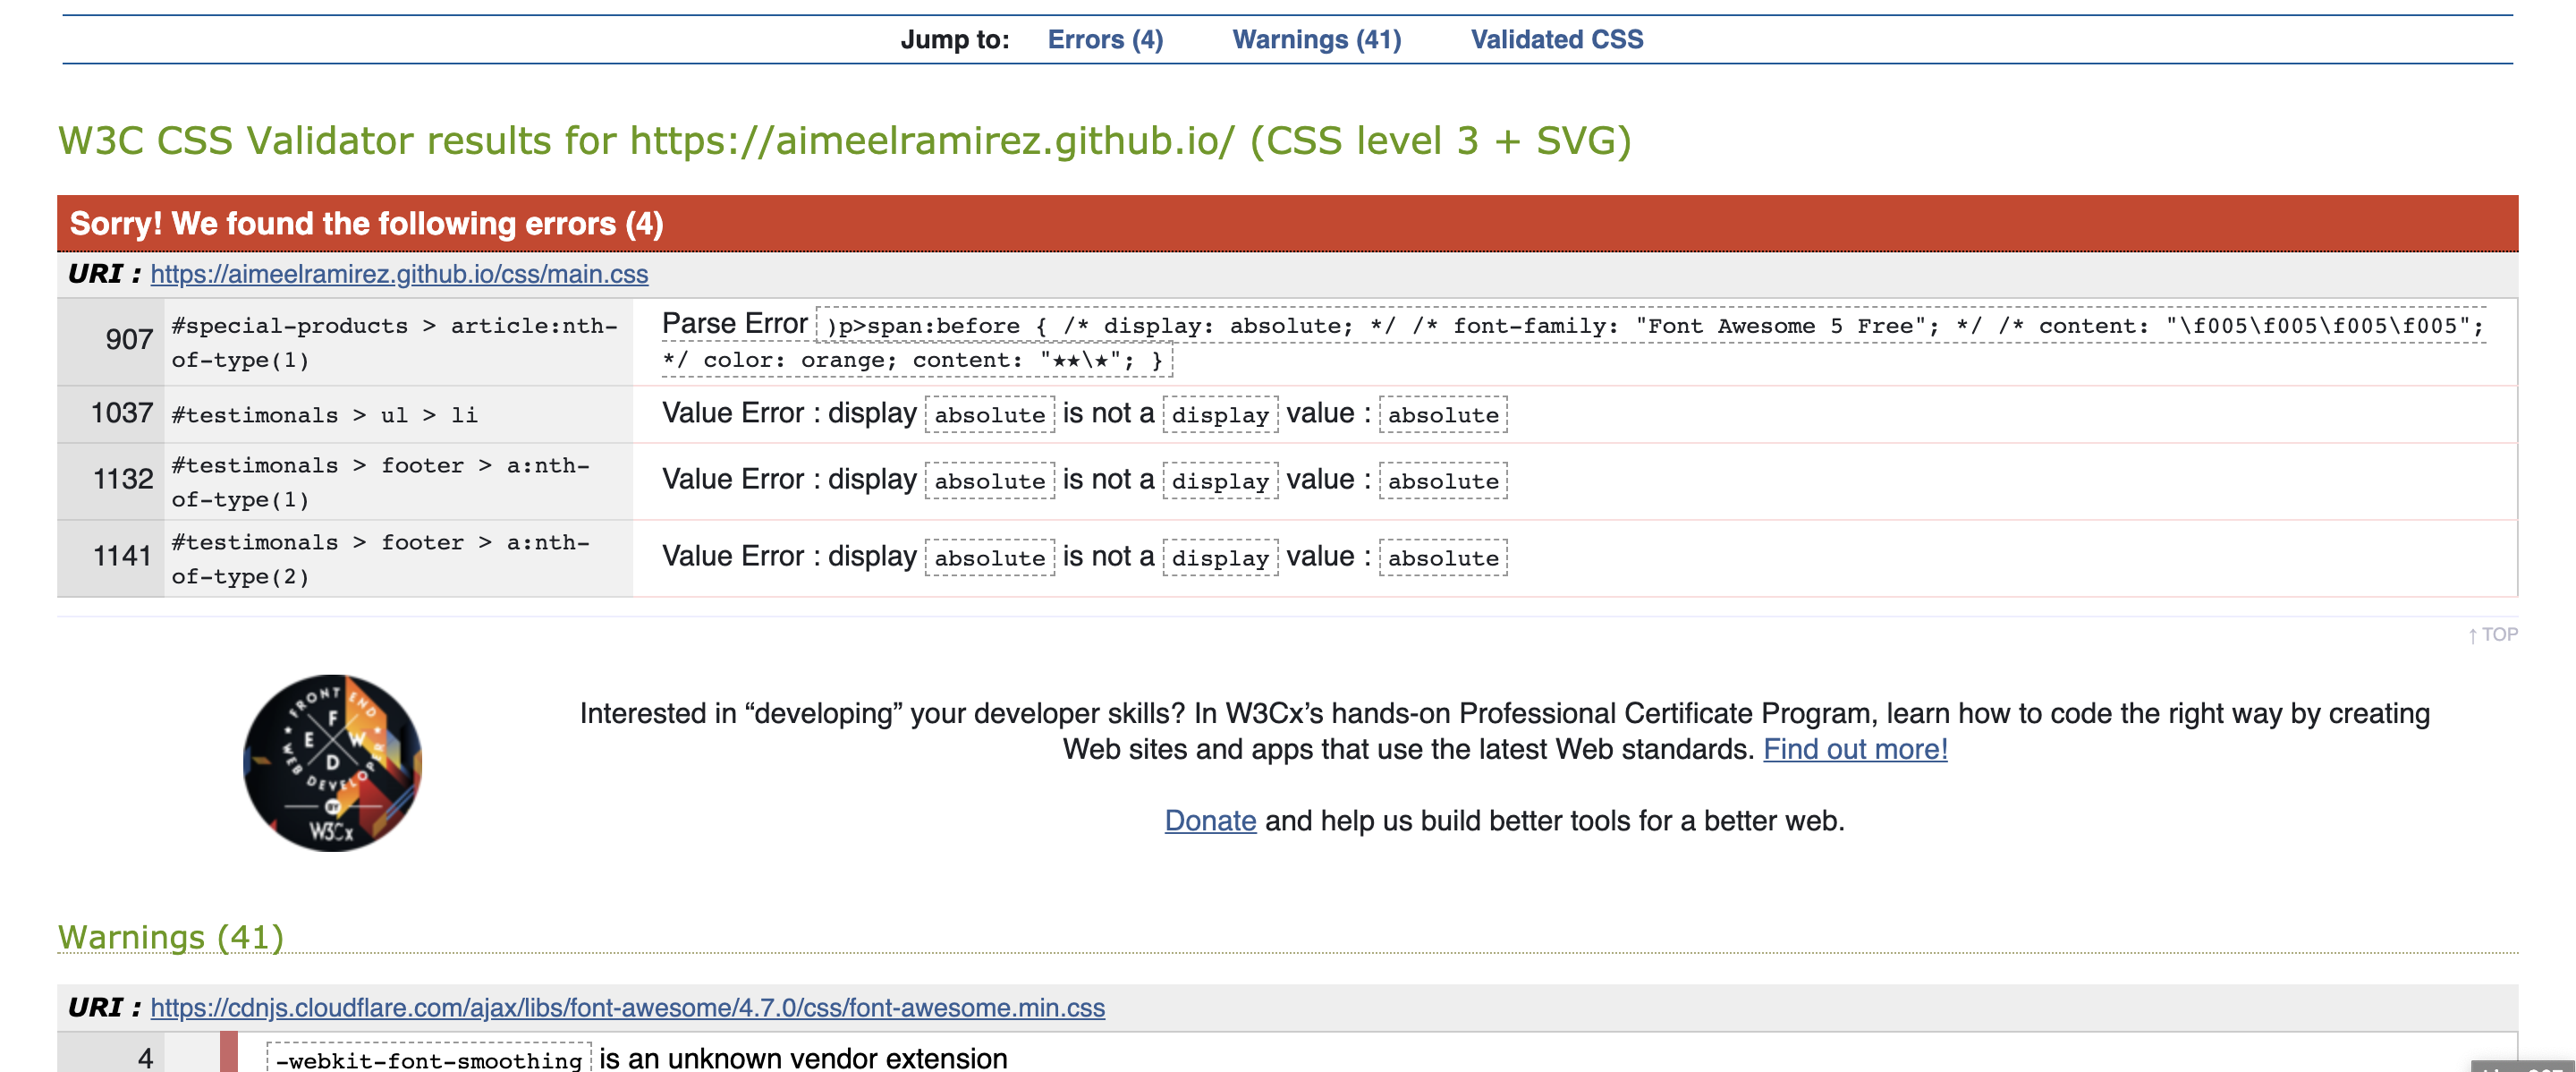 Jump to: Errors (4) Warnings (41) Validated CSS
W3C CSS Validator results for https://aimeelramirez.github.io/ (CSS level 3 + SVG)
Sorry! We found the following errors (4)
URI : https://aimeelramirez.github.io/css/main.css
907 #special-products > article:nth-
of-type(1)
Parse Error )p>span:before { /* display: absolute; */ /* font-family: "Font Awesome 5 Free"; */ /* content: "\f005\f005\f005\f005";
*/ color: orange; content: "★★\★"; }
1037 #testimonals > ul > li Value Error : display absolute is not a display value : absolute
1132 #testimonals > footer > a:nth-
of-type(1)
Value Error : display absolute is not a display value : absolute
1141 #testimonals > footer > a:nth-
of-type(2)
Value Error : display absolute is not a display value : absolute
↑ TOP
FRONT END
WEB DEVELOPER
F
E W
D
BY
W3Cx
Interested in “developing” your developer skills? In W3Cx’s hands-on Professional Certificate Program, learn how to code the right way by creating
Web sites and apps that use the latest Web standards. Find out more!
Donate and help us build better tools for a better web.
Warnings (41)
URI : https://cdnjs.cloudflare.com/ajax/libs/font-awesome/4.7.0/css/font-awesome.min.css
4 -webkit-font-smoothing is an unknown vendor extension